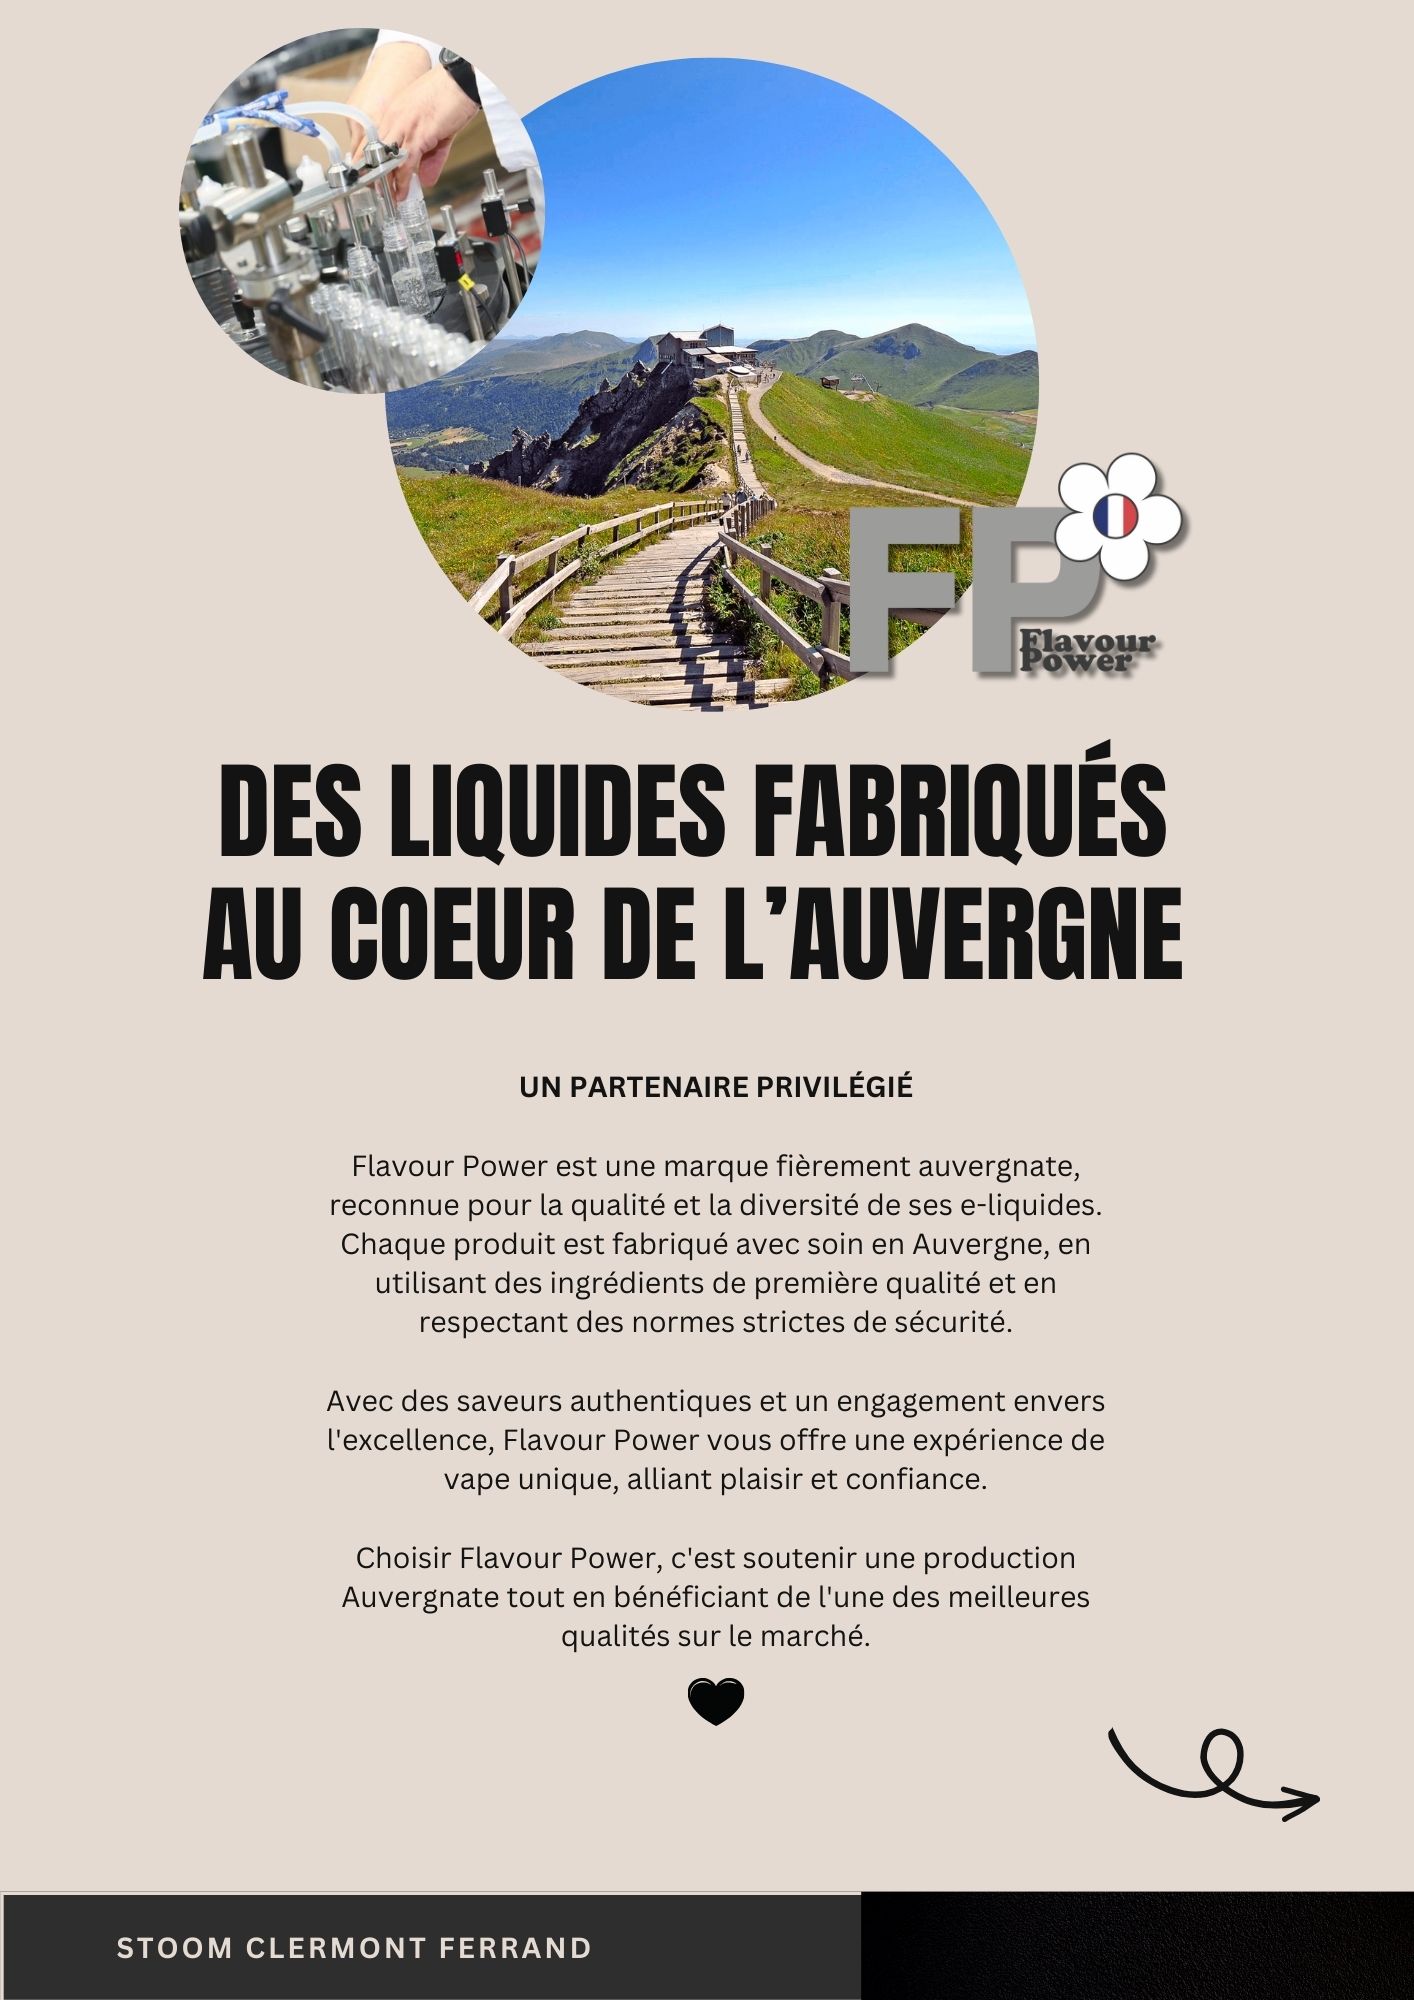 FP
Flavour
Power
DES LIQUIDES FABRIQUÉS
AU COEUR DE L’AUVERGNE
UN PARTENAIRE PRIVILÉGIÉ
Flavour Power est une marque fièrement auvergnate,
reconnue pour la qualité et la diversité de ses e-liquides.
Chaque produit est fabriqué avec soin en Auvergne, en
utilisant des ingrédients de première qualité et en
respectant des normes strictes de sécurité.
Avec des saveurs authentiques et un engagement envers
l'excellence, Flavour Power vous offre une expérience de
vape unique, alliant plaisir et confiance.
Choisir Flavour Power, c'est soutenir une production
Auvergnate tout en bénéficiant de l'une des meilleures
qualités sur le marché.
STOOM CLERMONT FERRAND